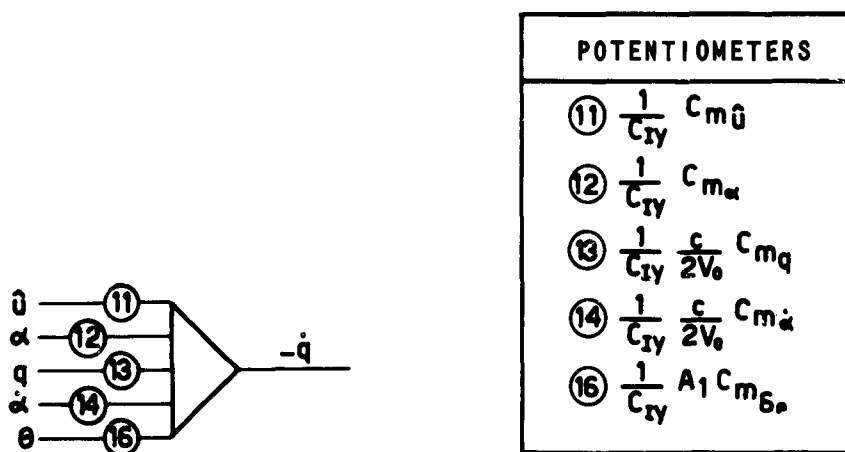 POTENTIOMETERS
⑪ 1/C_Iy C_mû
⑫ 1/C_Iy C_mα
⑬ 1/C_Iy c/2V₀ C_mq
⑭ 1/C_Iy c/2V₀ C_mα̇
⑯ 1/C_Iy A₁ C_mδₑ
û ⑪
α ⑫
q ⑬ -q̇
α̇ ⑭
θ ⑯